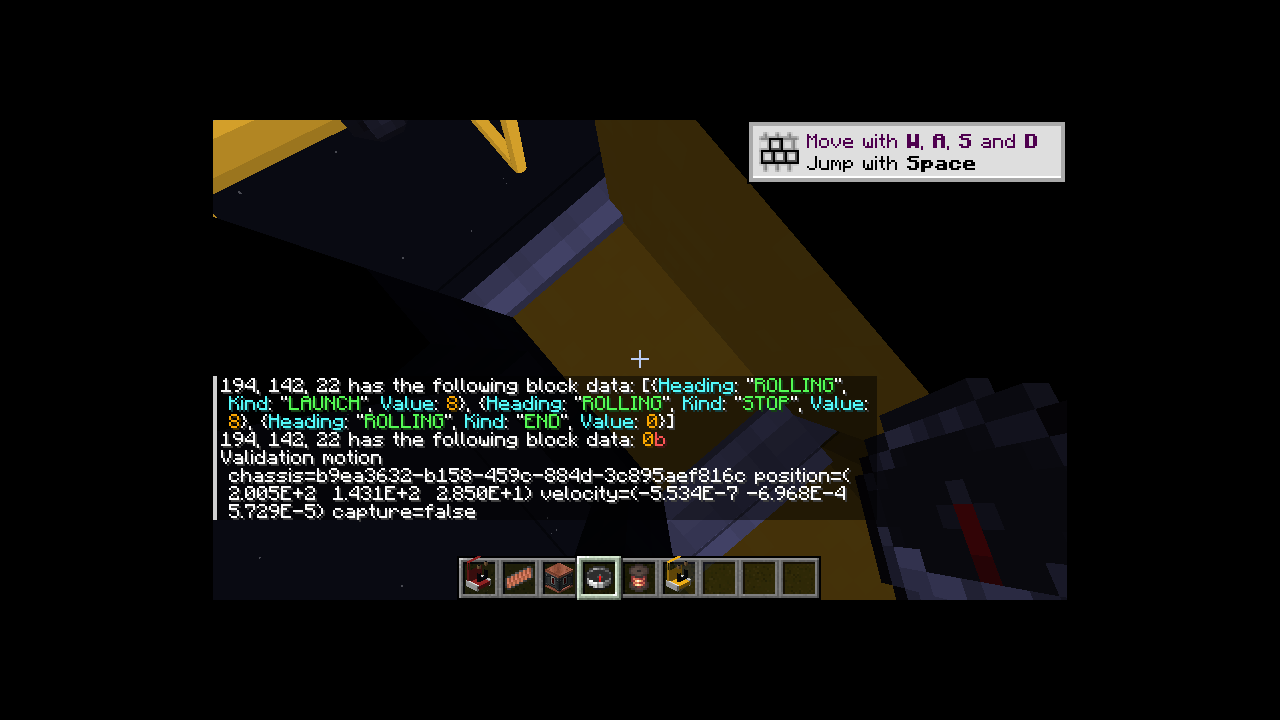 Move with W, A, S and D
Jump with Space
194, 142, 22 has the following block data: [{Heading: "ROLLING",
Kind: "LAUNCH", Value: 8}, {Heading: "ROLLING", Kind: "STOP", Value:
8}, {Heading: "ROLLING", Kind: "END", Value: 0}]
194, 142, 22 has the following block data: 0b
Validation motion
chassis=b9ea3632-b158-459c-884d-3c895aef816c position=(
2.005E+2 1.431E+2 2.850E+1) velocity=(-5.534E-7 -6.968E-4
5.729E-5) capture=false